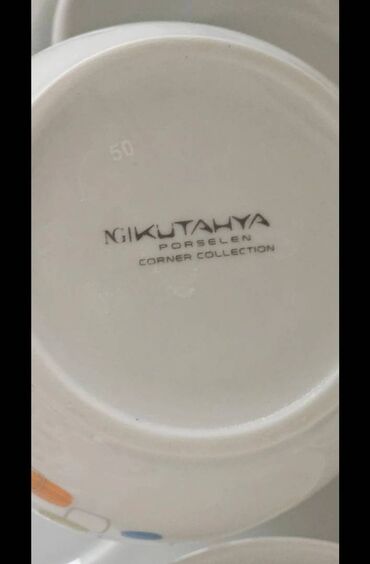 50
NG KUTAHYA
PORSELEN
CORNER COLLECTION